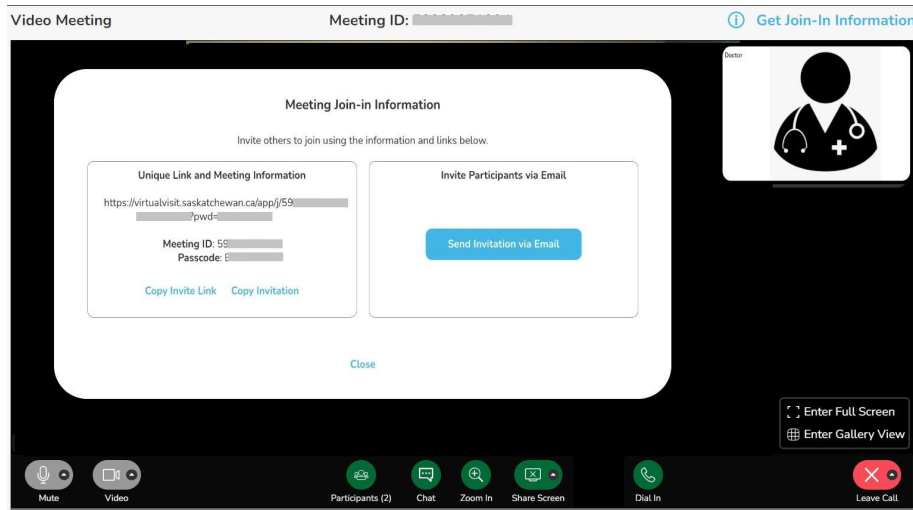 Video Meeting
Meeting ID:
Get Join-In Information
Doctor
Meeting Join-in Information
Invite others to join using the information and links below.
Unique Link and Meeting Information
https://virtualvisit.saskatchewan.ca/app/j/59
?pwd=
Meeting ID: 59
Passcode:
Copy Invite Link Copy Invitation
Invite Participants via Email
Send Invitation via Email
Close
Enter Full Screen
Enter Gallery View
Mute
Video
Participants (2)
Chat
Zoom In
Share Screen
Dial In
Leave Call